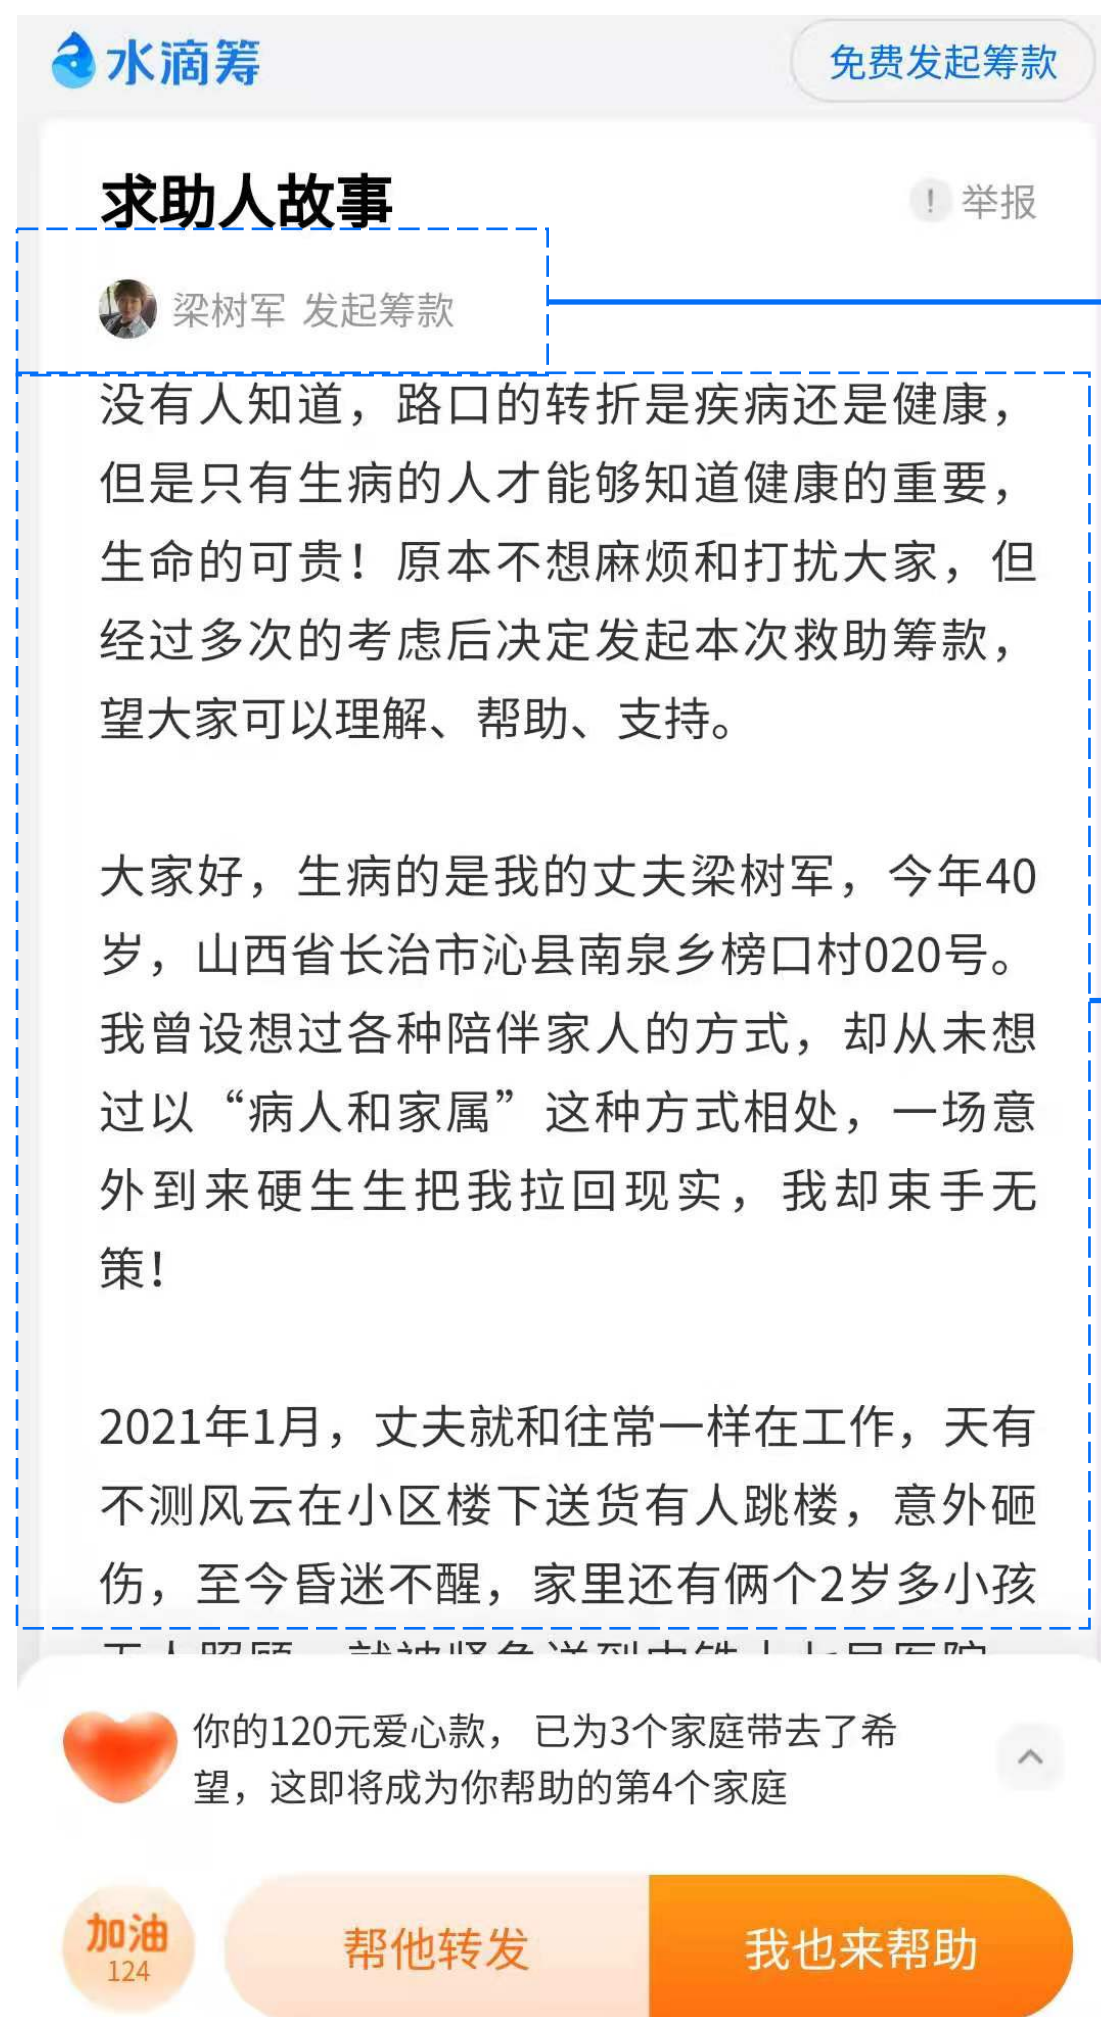 水滴筹
免费发起筹款
求助人故事
! 举报
梁树军 发起筹款
没有人知道，路口的转折是疾病还是健康，
但是只有生病的人才能够知道健康的重要，
生命的可贵！原本不想麻烦和打扰大家，但
经过多次的考虑后决定发起本次救助筹款，
望大家可以理解、帮助、支持。
大家好，生病的是我的丈夫梁树军，今年40
岁，山西省长治市沁县南泉乡榜口村020号。
我曾设想过各种陪伴家人的方式，却从未想
过以“病人和家属”这种方式相处，一场意
外到来硬生生把我拉回现实，我却束手无
策！
2021年1月，丈夫就和往常一样在工作，天有
不测风云在小区楼下送货有人跳楼，意外砸
伤，至今昏迷不醒，家里还有俩个2岁多小孩
你的120元爱心款， 已为3个家庭带去了希
望，这即将成为你帮助的第4个家庭
加油
124
帮他转发
我也来帮助